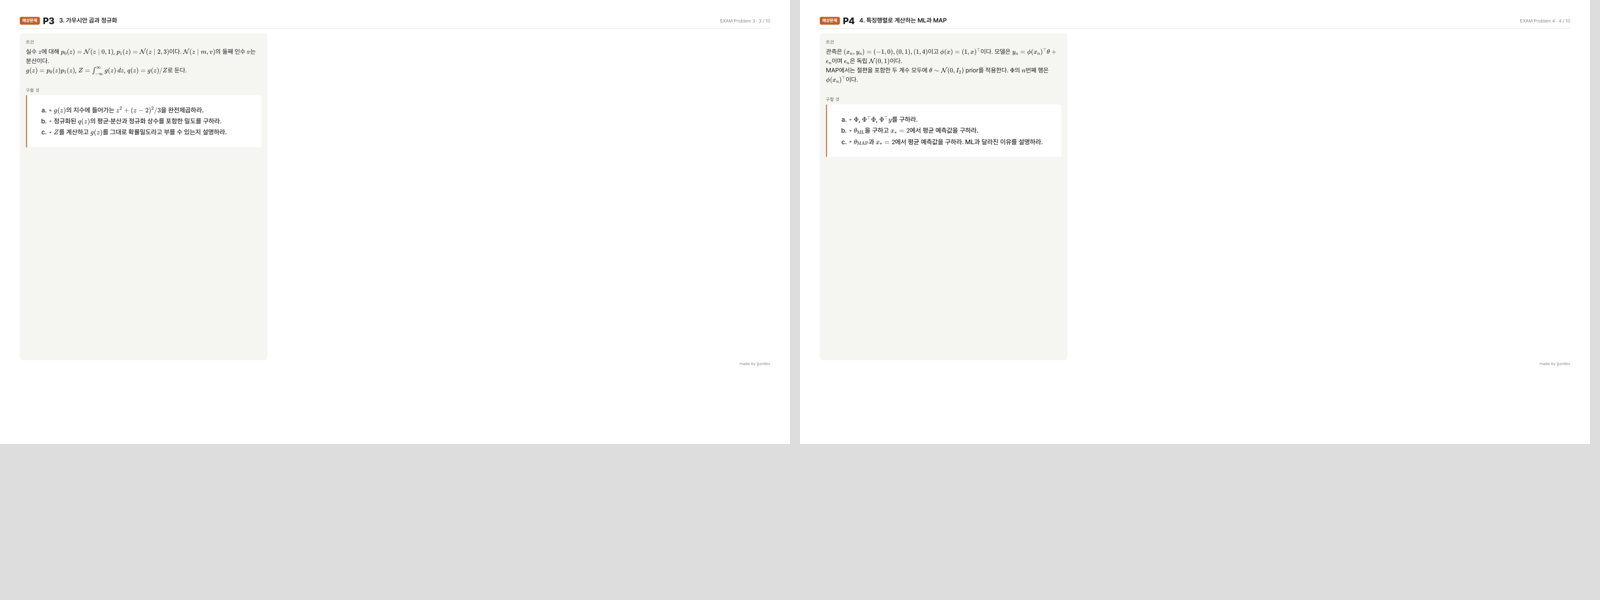 예상문제 P3 3. 가우시안 곱과 정규화
EXAM Problem 3 · 3 / 10
조건
실수 z에 대해 p₀(z) = 𝒩(z | 0, 1), p₁(z) = 𝒩(z | 2, 3)이다. 𝒩(z | m, v)의 둘째 인수 v는
분산이다.
g(z) = p₀(z)p₁(z), Z = ∫_{-∞}^{∞} g(z) dz, q(z) = g(z)/Z로 둔다.
구할 것
a. • g(z)의 지수에 들어가는 z² + (z − 2)²/3을 완전제곱하라.
b. • 정규화된 q(z)의 평균·분산과 정규화 상수를 포함한 밀도를 구하라.
c. • Z를 계산하고 g(z)를 그대로 확률밀도라고 부를 수 있는지 설명하라.
예상문제 P4 4. 특징행렬로 계산하는 ML과 MAP
EXAM Problem 4 · 4 / 10
조건
관측은 (xₙ, yₙ) = (−1, 0), (0, 1), (1, 4)이고 ϕ(x) = (1, x)^⊤이다. 모델은 yₙ = ϕ(xₙ)^⊤θ +
ϵₙ이며 ϵₙ은 독립 𝒩(0, 1)이다.
MAP에서는 절편을 포함한 두 계수 모두에 θ ∼ 𝒩(0, I₂) prior를 적용한다. Φ의 n번째 행은
ϕ(xₙ)^⊤이다.
구할 것
a. • Φ, Φ^⊤Φ, Φ^⊤y를 구하라.
b. • θ_ML을 구하고 x_* = 2에서 평균 예측값을 구하라.
c. • θ_MAP과 x_* = 2에서 평균 예측값을 구하라. ML과 달라진 이유를 설명하라.